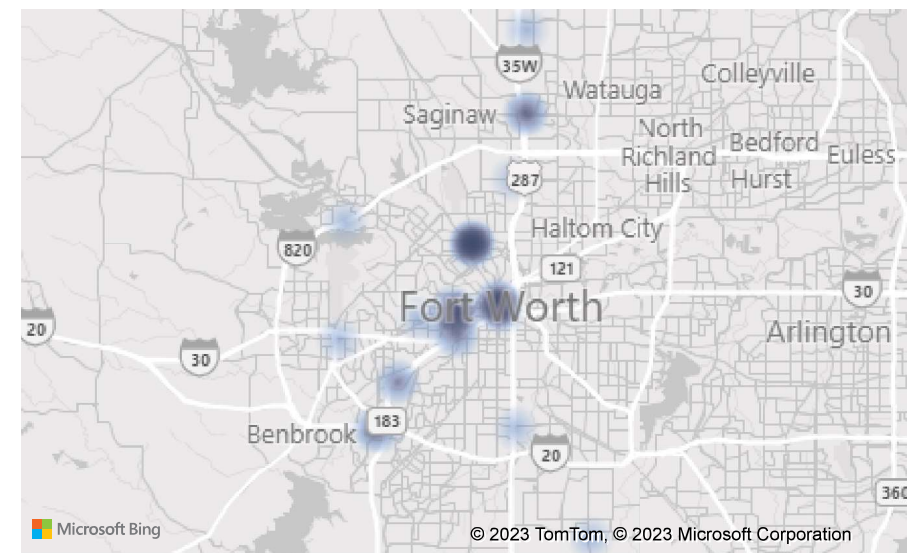 35W
Colleyville
Watauga
Saginaw
North
Richland
Hills
Bedford
Euless
Hurst
287
Haltom City
820
121
30
Fort Worth
20
Arlington
30
183
Benbrook
20
360
Microsoft Bing
© 2023 TomTom, © 2023 Microsoft Corporation